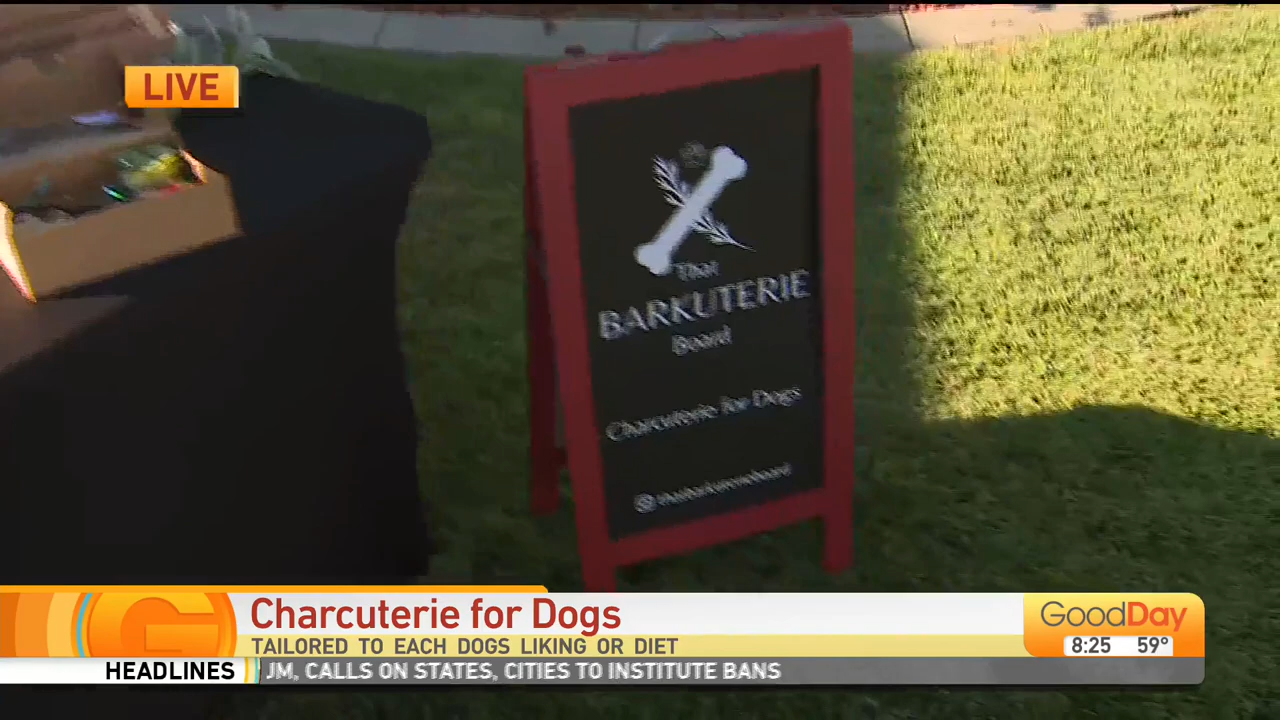 LIVE
That
BARKUTERIE
Board
Charcuterie for Dogs
Charcuterie for Dogs
TAILORED TO EACH DOGS LIKING OR DIET
GoodDay
8:25 59°
HEADLINES JM, CALLS ON STATES, CITIES TO INSTITUTE BANS